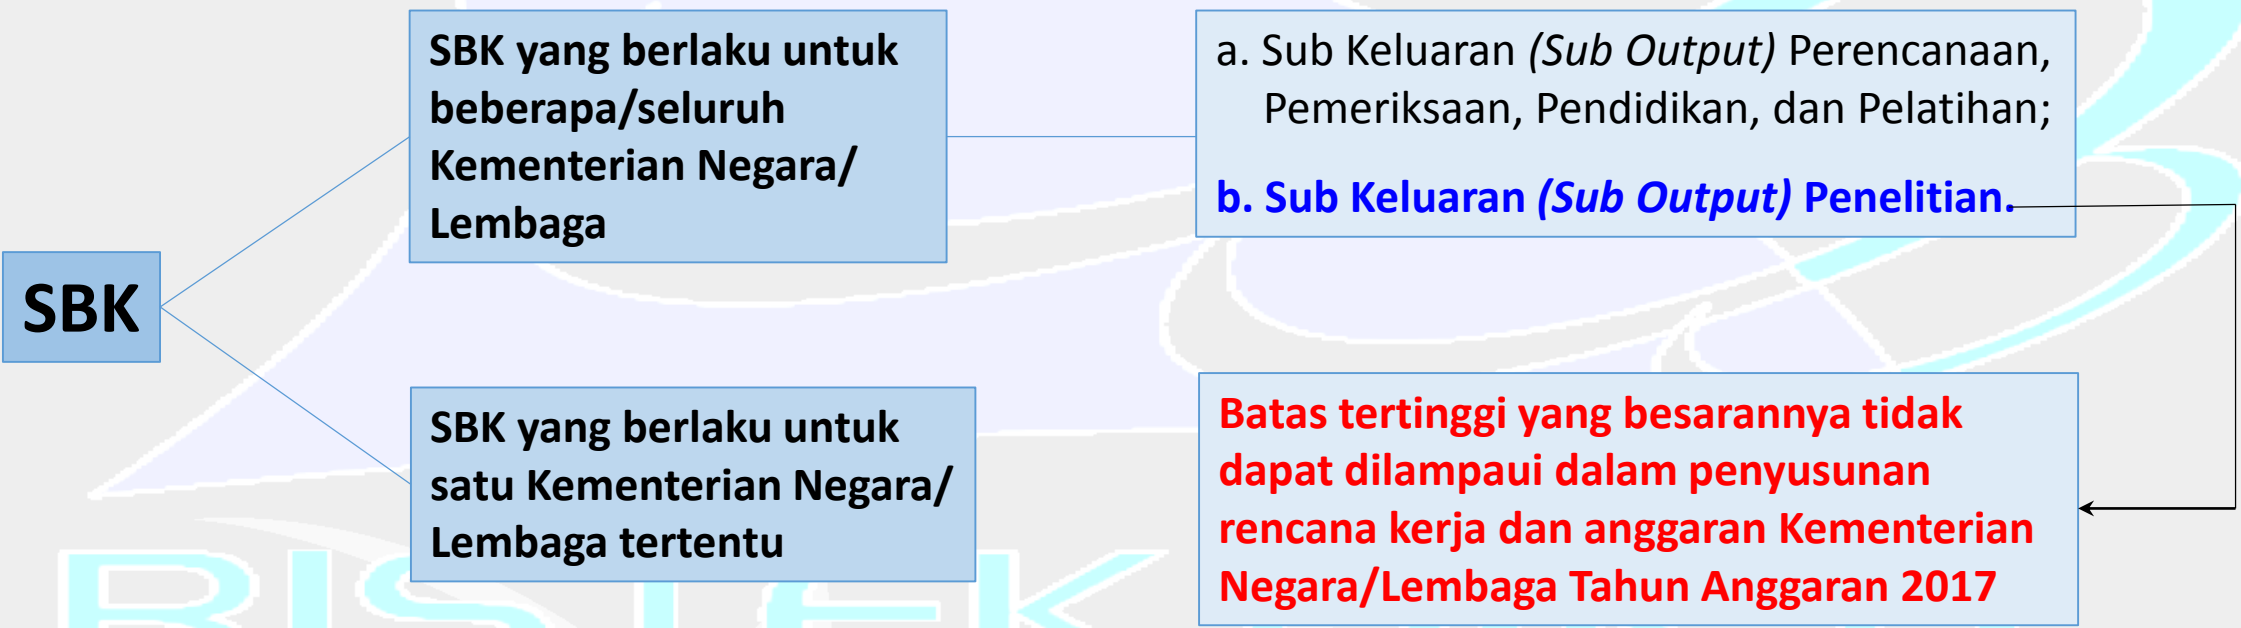 SBK
SBK yang berlaku untuk
beberapa/seluruh
Kementerian Negara/
Lembaga
a. Sub Keluaran (Sub Output) Perencanaan,
Pemeriksaan, Pendidikan, dan Pelatihan;
b. Sub Keluaran (Sub Output) Penelitian.
SBK yang berlaku untuk
satu Kementerian Negara/
Lembaga tertentu
Batas tertinggi yang besarannya tidak
dapat dilampaui dalam penyusunan
rencana kerja dan anggaran Kementerian
Negara/Lembaga Tahun Anggaran 2017
RISTEK